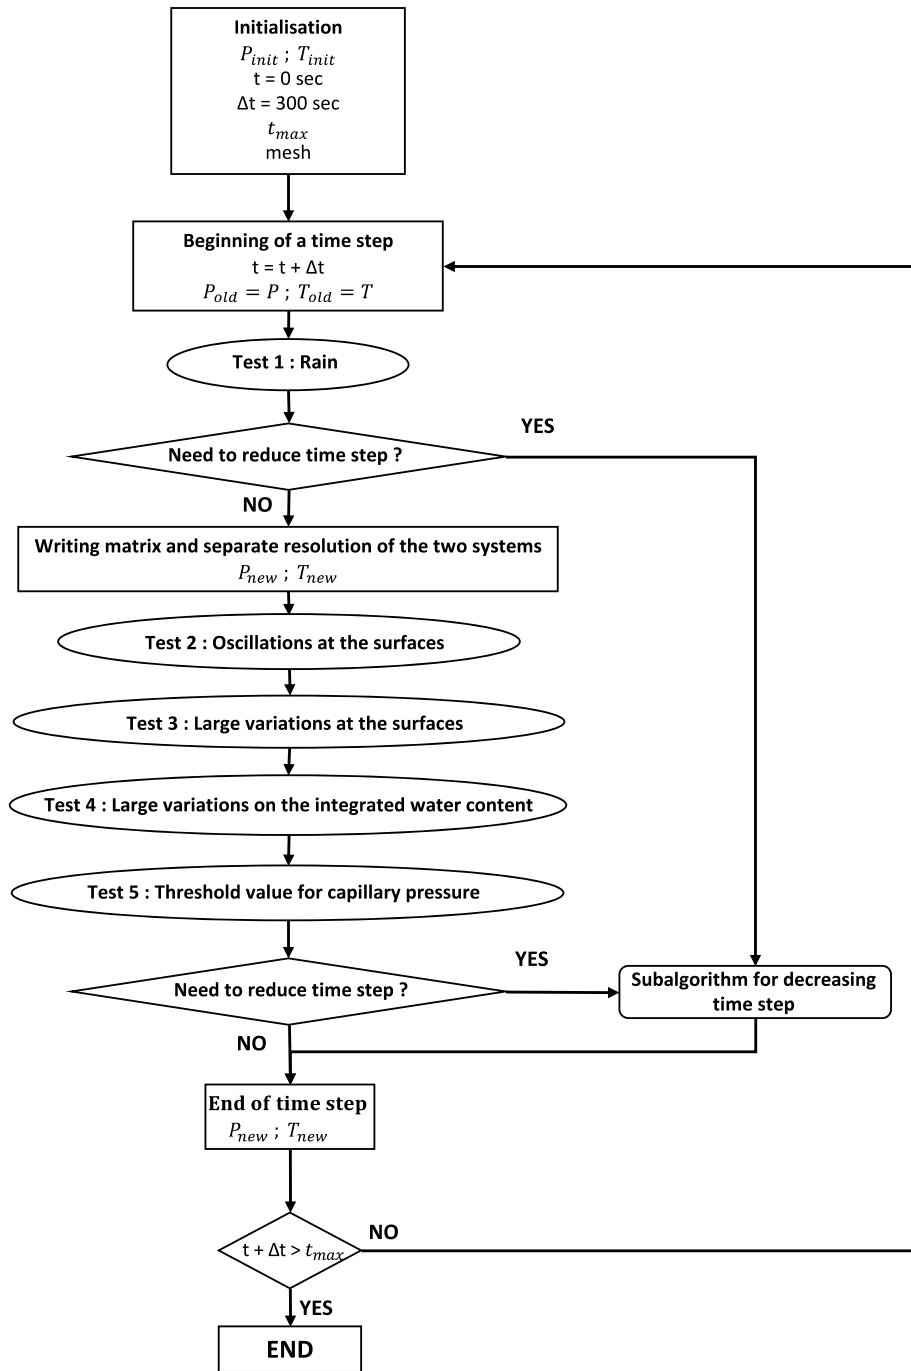 Initialisation
P_init ; T_init
t = 0 sec
Δt = 300 sec
t_max
mesh
Beginning of a time step
t = t + Δt
P_old = P ; T_old = T
Test 1 : Rain
YES
Need to reduce time step ?
NO
Writing matrix and separate resolution of the two systems
P_new ; T_new
Test 2 : Oscillations at the surfaces
Test 3 : Large variations at the surfaces
Test 4 : Large variations on the integrated water content
Test 5 : Threshold value for capillary pressure
YES
Need to reduce time step ?
Subalgorithm for decreasing
time step
NO
End of time step
P_new ; T_new
NO
t + Δt > t_max
YES
END